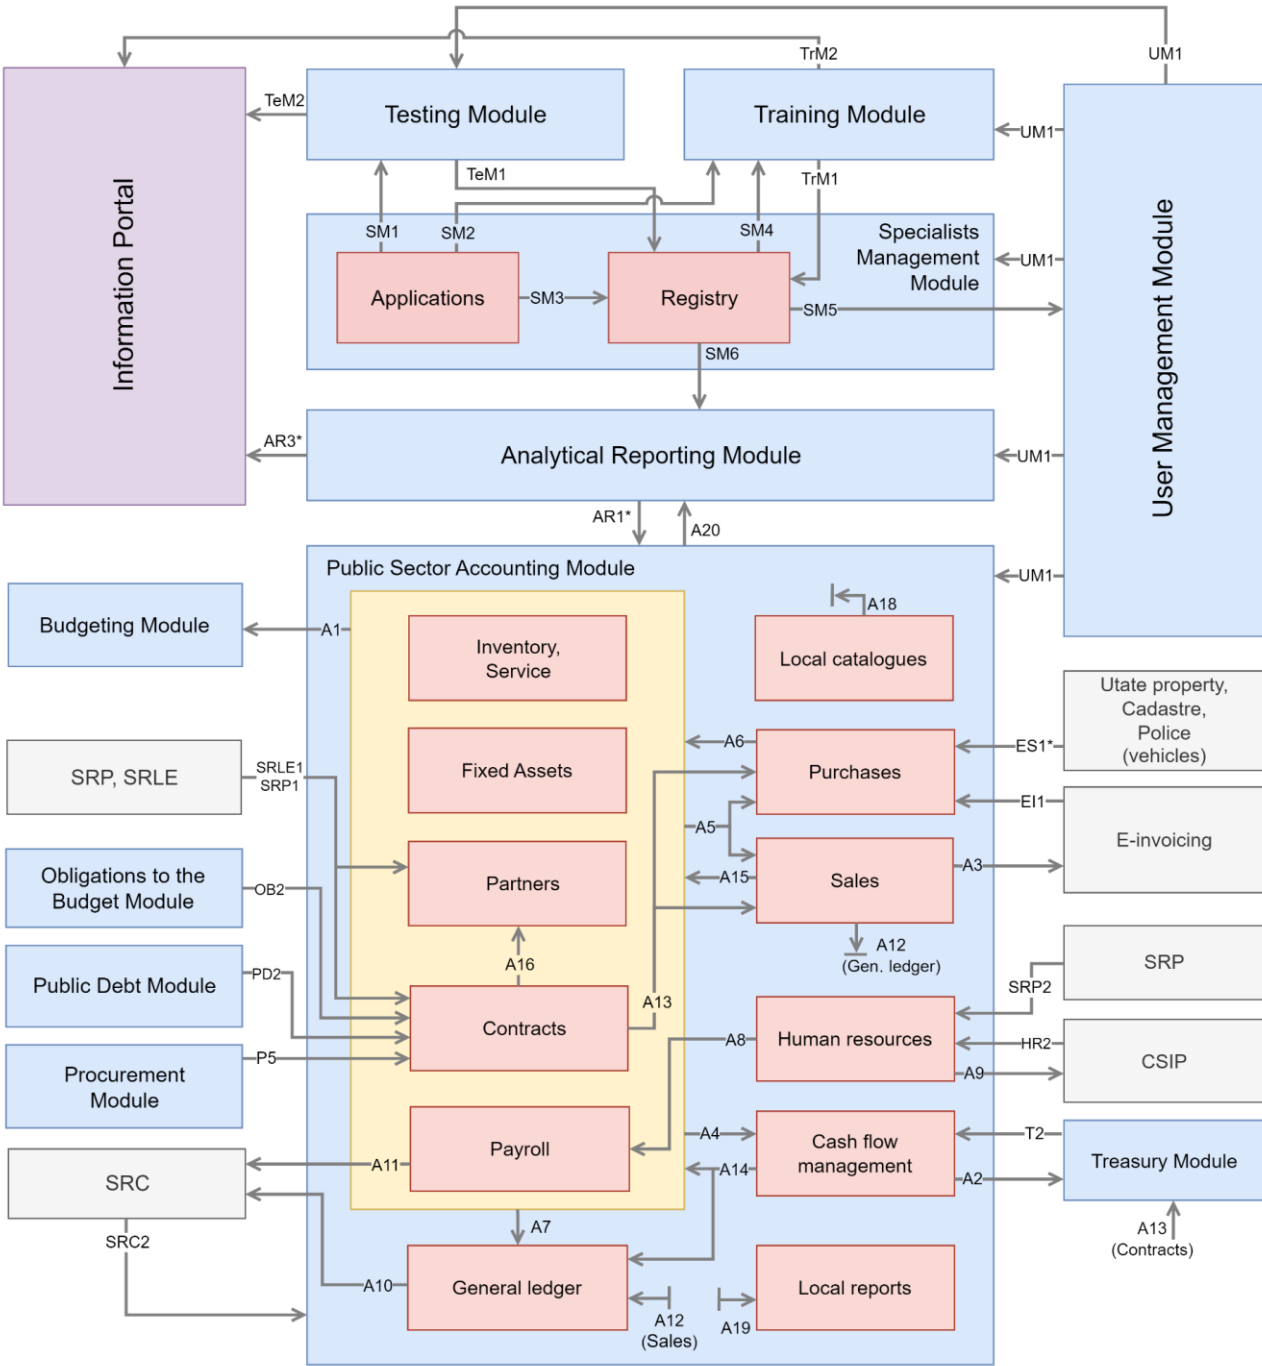 TrM2
UM1
TeM2
Testing Module
Training Module
UM1
TeM1
TrM1
Information Portal
User Management Module
SM1
SM2
SM4
Specialists
Management
Module
UM1
Applications
SM3
Registry
SM5
SM6
AR3*
Analytical Reporting Module
UM1
AR1*
A20
Public Sector Accounting Module
UM1
Budgeting Module
A1
Inventory,
Service
A18
Local catalogues
Utate property,
Cadastre,
Police
(vehicles)
SRP, SRLE
SRLE1
SRP1
Fixed Assets
A6
Purchases
ES1*
EI1
E-invoicing
A5
Obligations to the
Budget Module
OB2
Partners
A15
Sales
A3
A12
(Gen. ledger)
A16
SRP
Public Debt Module
PD2
SRP2
Contracts
A13
A8
Human resources
HR2
A9
CSIP
Procurement
Module
P5
Payroll
A4
Cash flow
management
T2
Treasury Module
A11
A14
A2
SRC
A13
(Contracts)
SRC2
A7
A10
General ledger
A12
(Sales)
A19
Local reports